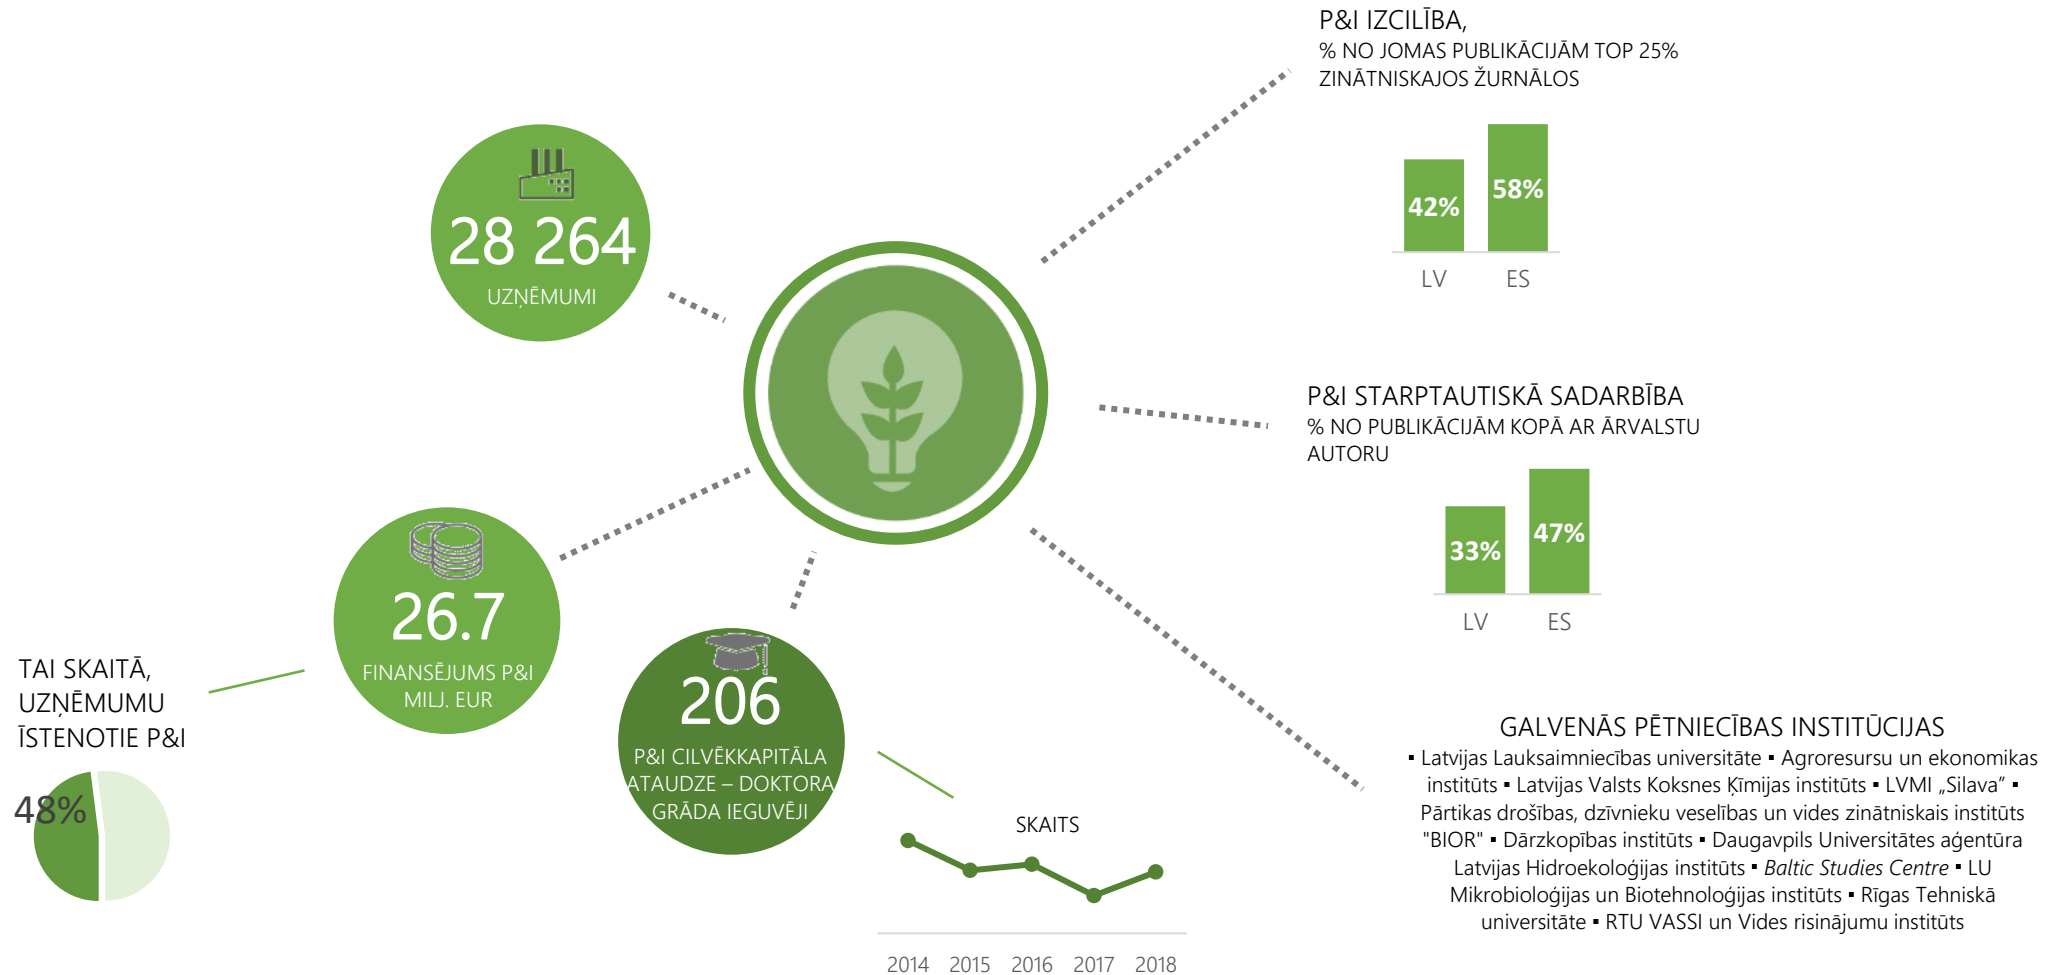 P&I IZCILĪBA,
% NO JOMAS PUBLIKĀCIJĀM TOP 25%
ZINĀTNISKAJOS ŽURNĀLOS
42%
58%
LV
ES
28 264
UZŅĒMUMI
P&I STARPTAUTISKĀ SADARBĪBA
% NO PUBLIKĀCIJĀM KOPĀ AR ĀRVALSTU
AUTORU
33%
47%
LV
ES
26.7
FINANSĒJUMS P&I
MILJ. EUR
TAI SKAITĀ,
UZŅĒMUMU
ĪSTENOTIE P&I
48%
206
P&I CILVĒKKAPITĀLA
ATAUDZE – DOKTORA
GRĀDA IEGUVĒJI
SKAITS
2014 2015 2016 2017 2018
GALVENĀS PĒTNIECĪBAS INSTITŪCIJAS
▪ Latvijas Lauksaimniecības universitāte ▪ Agroresursu un ekonomikas
institūts ▪ Latvijas Valsts Koksnes Ķīmijas institūts ▪ LVMI „Silava” ▪
Pārtikas drošības, dzīvnieku veselības un vides zinātniskais institūts
"BIOR" ▪ Dārzkopības institūts ▪ Daugavpils Universitātes aģentūra
Latvijas Hidroekoloģijas institūts ▪ Baltic Studies Centre ▪ LU
Mikrobioloģijas un Biotehnoloģijas institūts ▪ Rīgas Tehniskā
universitāte ▪ RTU VASSI un Vides risinājumu institūts